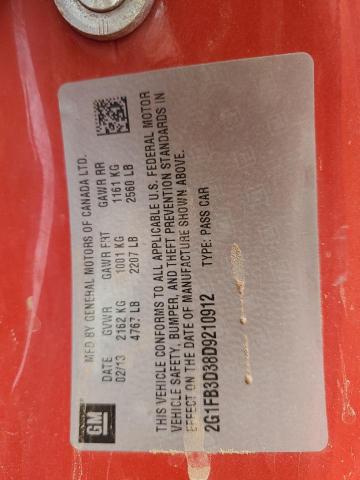 GM
MFD BY GENERAL MOTORS OF CANADA LTD.
DATE GVWR GAWR FRT GAWR RR
02/13 2162 KG 1001 KG 1161 KG
4767 LB 2207 LB 2560 LB
THIS VEHICLE CONFORMS TO ALL APPLICABLE U.S. FEDERAL MOTOR
VEHICLE SAFETY, BUMPER, AND THEFT PREVENTION STANDARDS IN
EFFECT ON THE DATE OF MANUFACTURE SHOWN ABOVE.
2G1FB3D38D9210912 TYPE: PASS CAR